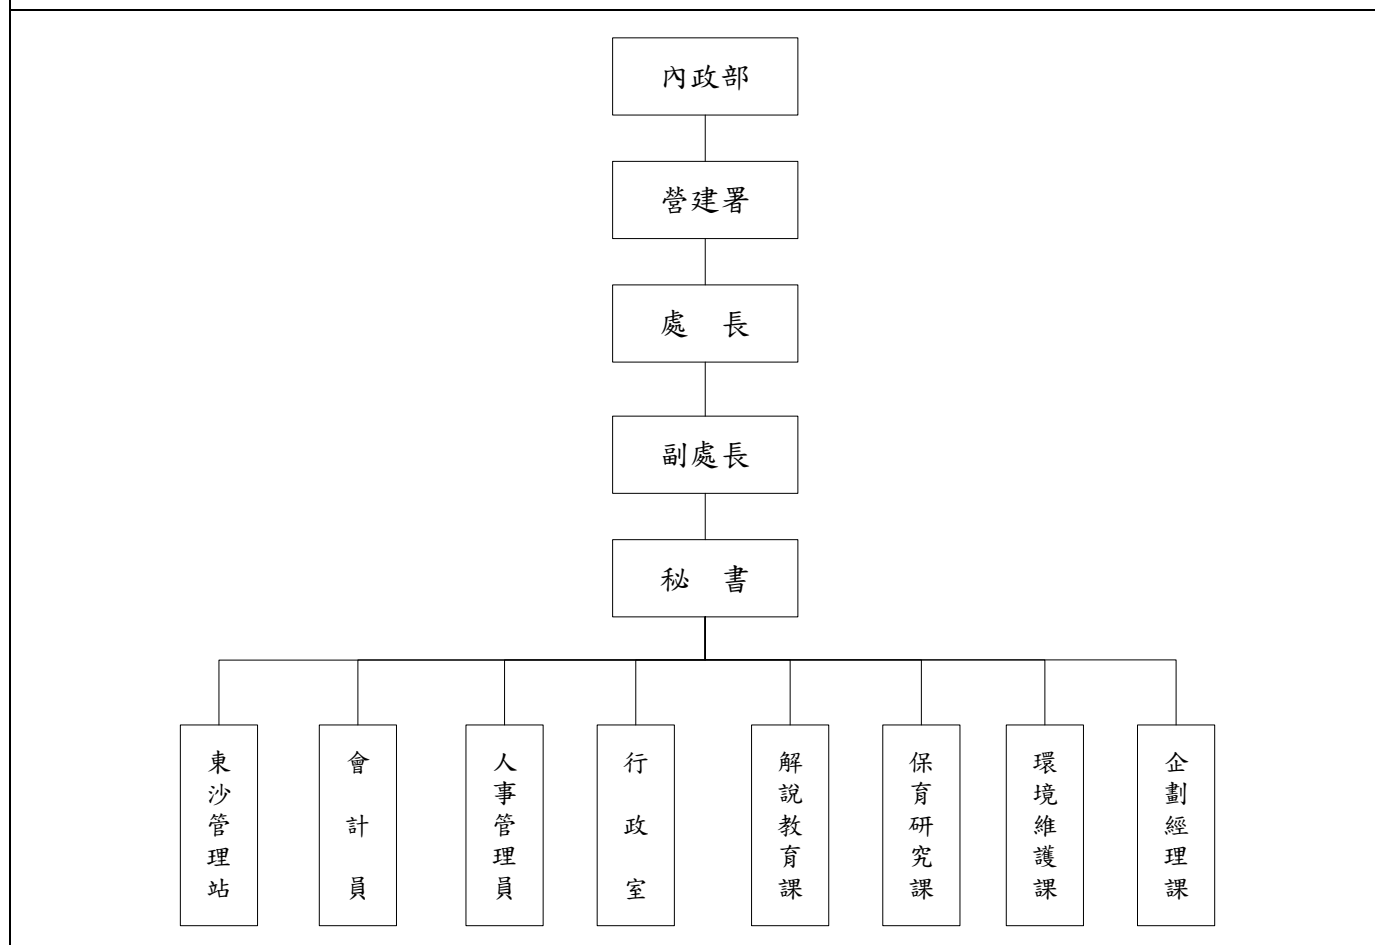 內政部
營建署
處　長
副處長
秘　書
東沙管理站
會計員
人事管理員
行政室
解說教育課
保育研究課
環境維護課
企劃經理課